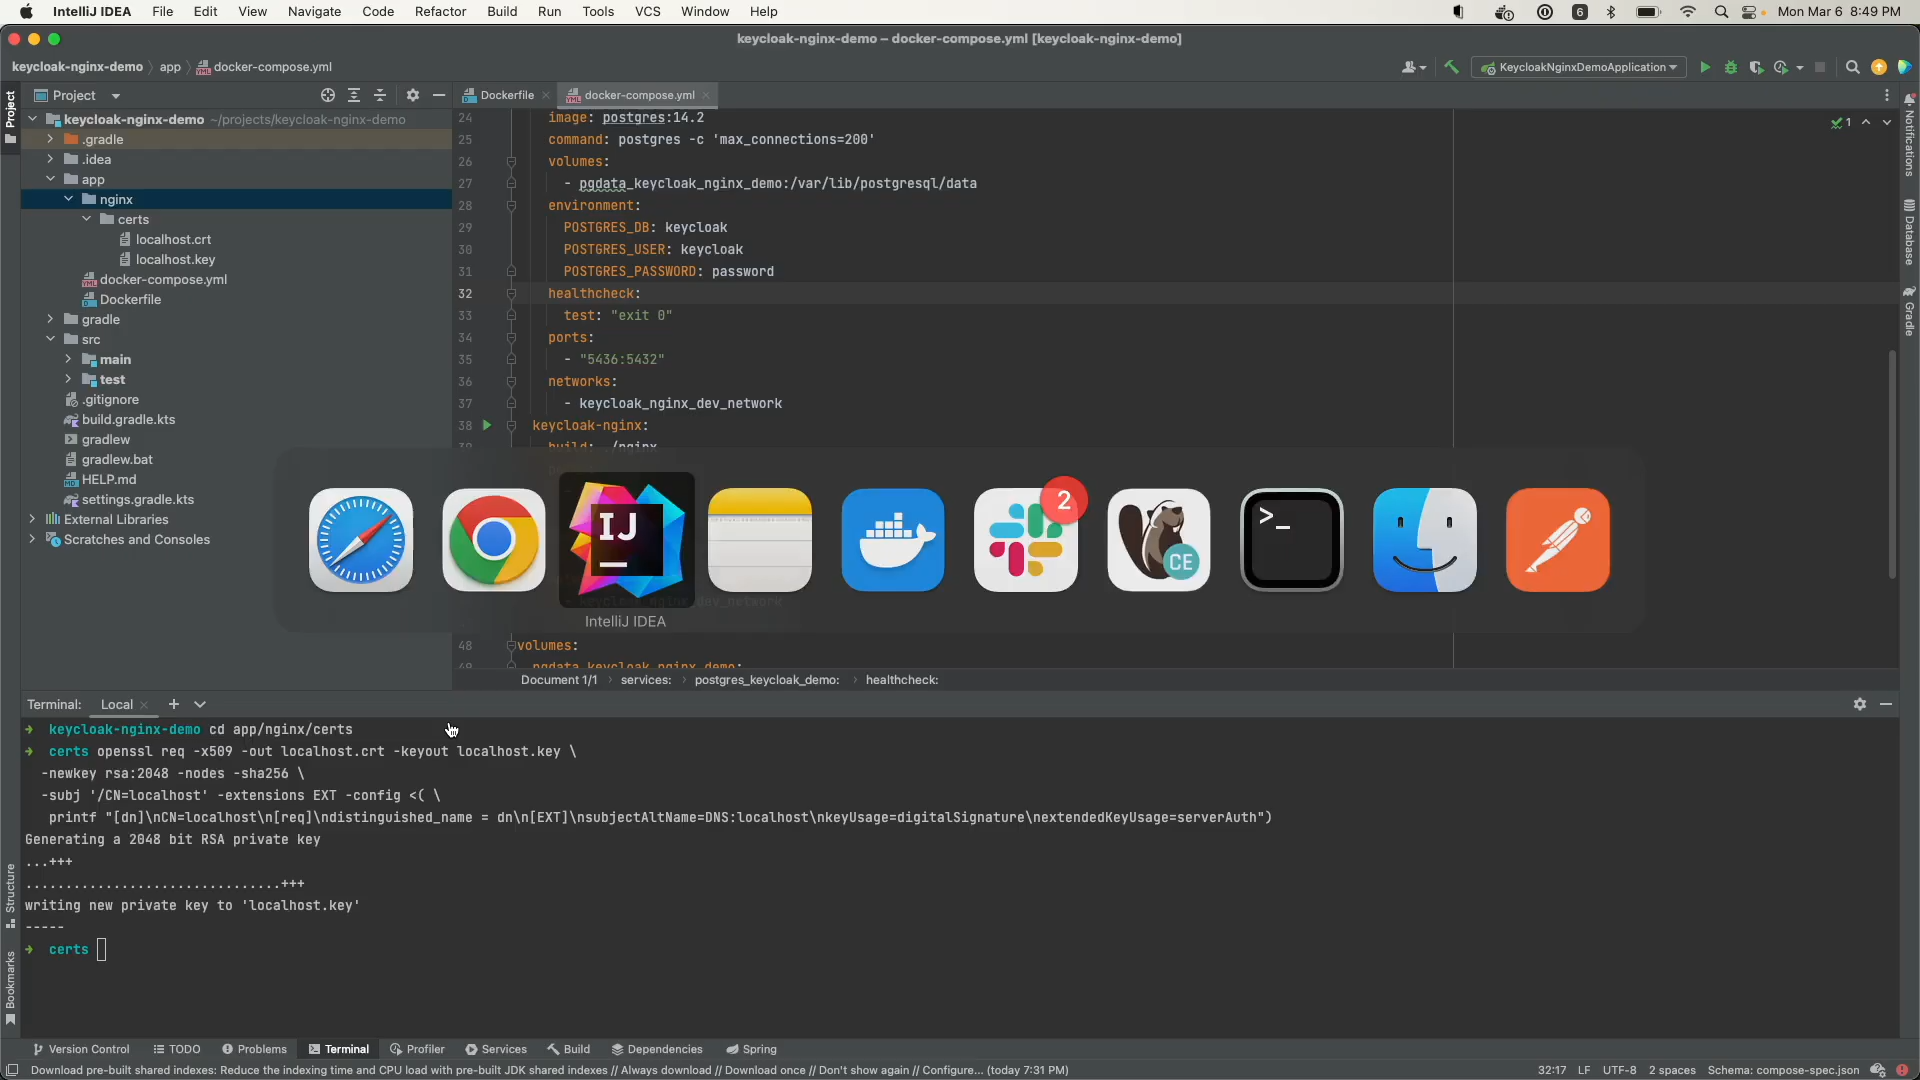 IntelliJ IDEA File Edit View Navigate Code Refactor Build Run Tools VCS Window Help 6 Mon Mar 6 8:49 PM
keycloak-nginx-demo – docker-compose.yml [keycloak-nginx-demo]
keycloak-nginx-demo app docker-compose.yml KeycloakNginxDemoApplication
Project Dockerfile docker-compose.yml
Project
keycloak-nginx-demo ~/projects/keycloak-nginx-demo
.gradle
.idea
app
nginx
certs
localhost.crt
localhost.key
docker-compose.yml
Dockerfile
gradle
src
main
test
.gitignore
build.gradle.kts
gradlew
gradlew.bat
HELP.md
settings.gradle.kts
External Libraries
Scratches and Consoles
24 image: postgres:14.2
25 command: postgres -c 'max_connections=200'
26 volumes:
27 - pgdata_keycloak_nginx_demo:/var/lib/postgresql/data
28 environment:
29 POSTGRES_DB: keycloak
30 POSTGRES_USER: keycloak
31 POSTGRES_PASSWORD: password
32 healthcheck:
33 test: "exit 0"
34 ports:
35 - "5436:5432"
36 networks:
37 - keycloak_nginx_dev_network
38 keycloak-nginx:
39 build: ./nginx
48 volumes:
49 pgdata_keycloak_nginx_demo:
1
Notifications
Database
Gradle
IJ
2
CE
>_
IntelliJ IDEA
Document 1/1 services: postgres_keycloak_demo: healthcheck:
Terminal: Local
keycloak-nginx-demo cd app/nginx/certs
certs openssl req -x509 -out localhost.crt -keyout localhost.key \
-newkey rsa:2048 -nodes -sha256 \
-subj '/CN=localhost' -extensions EXT -config <( \
printf "[dn]\nCN=localhost\n[req]\ndistinguished_name = dn\n[EXT]\nsubjectAltName=DNS:localhost\nkeyUsage=digitalSignature\nextendedKeyUsage=serverAuth")
Generating a 2048 bit RSA private key
...+++
................................+++
writing new private key to 'localhost.key'
-----
certs
Structure
Bookmarks
Version Control TODO Problems Terminal Profiler Services Build Dependencies Spring
Download pre-built shared indexes: Reduce the indexing time and CPU load with pre-built JDK shared indexes // Always download // Download once // Don't show again // Configure... (today 7:31 PM) 32:17 LF UTF-8 2 spaces Schema: compose-spec.json